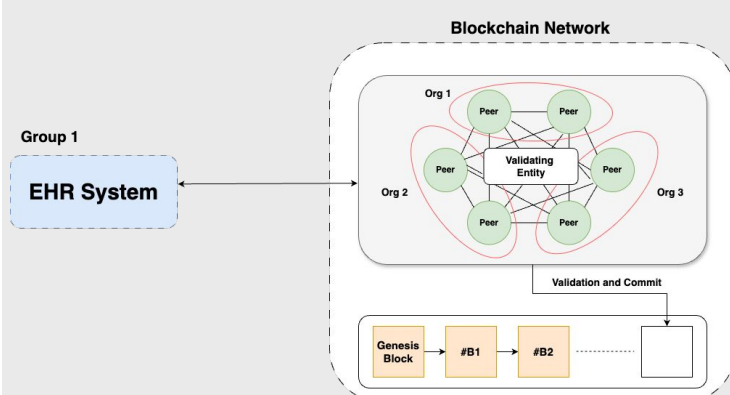 Blockchain Network
Group 1
EHR System
Org 1
Peer
Peer
Peer
Validating
Entity
Peer
Org 2
Org 3
Peer
Peer
Validation and Commit
Genesis
Block
#B1
#B2